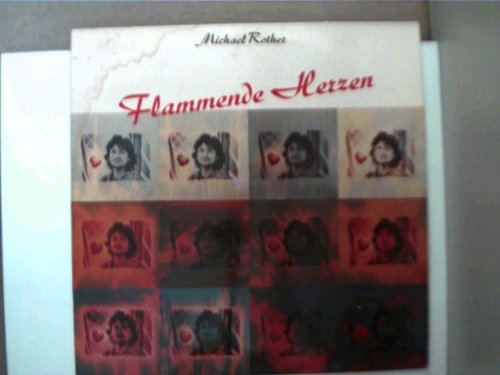 Michael Rother
Flammende Herzen